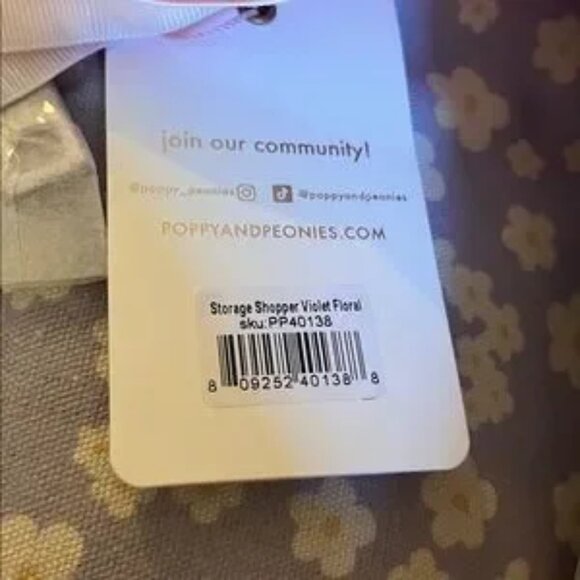 join our community!
@poppy_peonies @poppyandpeonies
POPPYANDPEONIES.COM
Storage Shopper Violet Floral
sku:PP40138
8 09252 40138 8